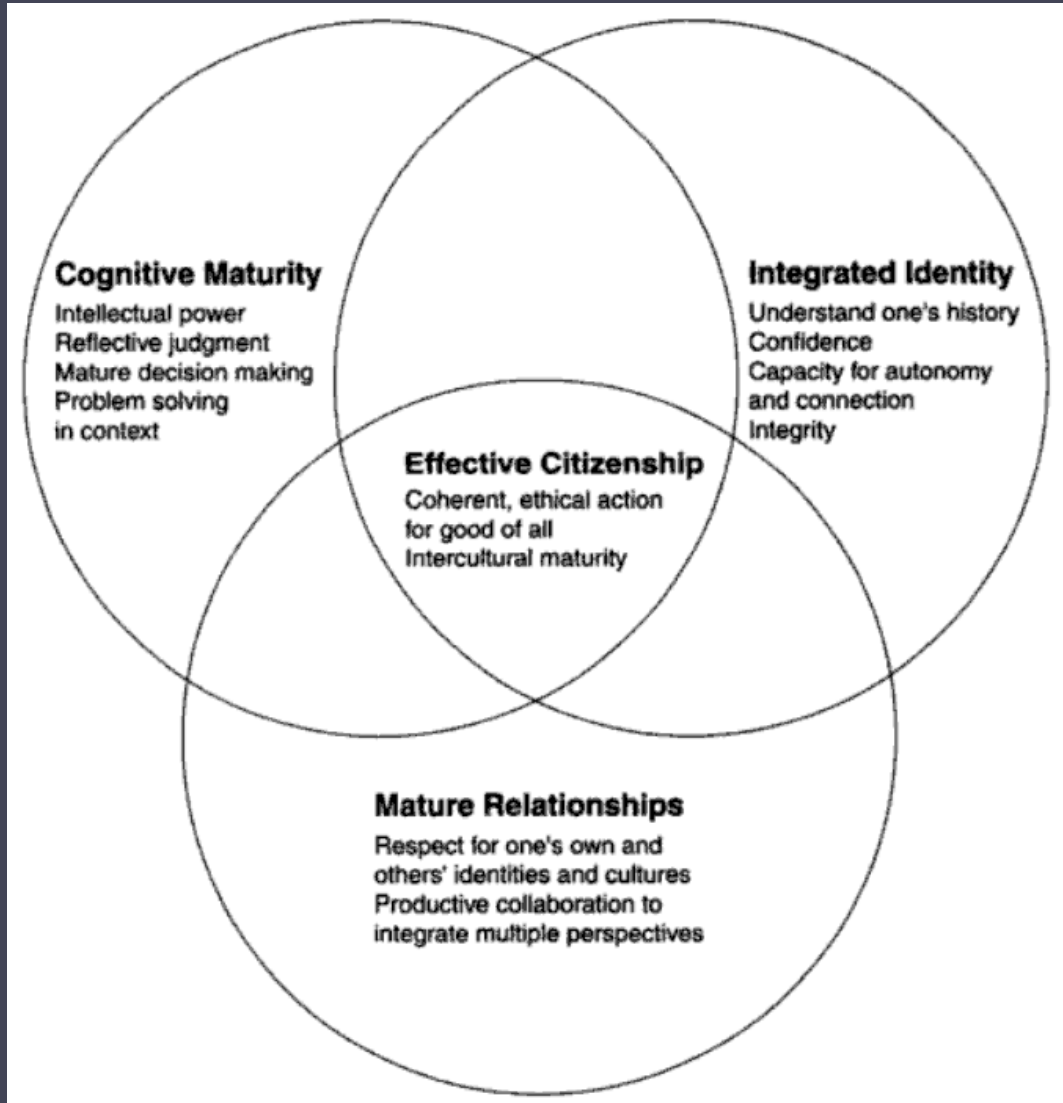 Cognitive Maturity
Intellectual power
Reflective judgment
Mature decision making
Problem solving
in context
Integrated Identity
Understand one's history
Confidence
Capacity for autonomy
and connection
Integrity
Effective Citizenship
Coherent, ethical action
for good of all
Intercultural maturity
Mature Relationships
Respect for one's own and
others' identities and cultures
Productive collaboration to
integrate multiple perspectives